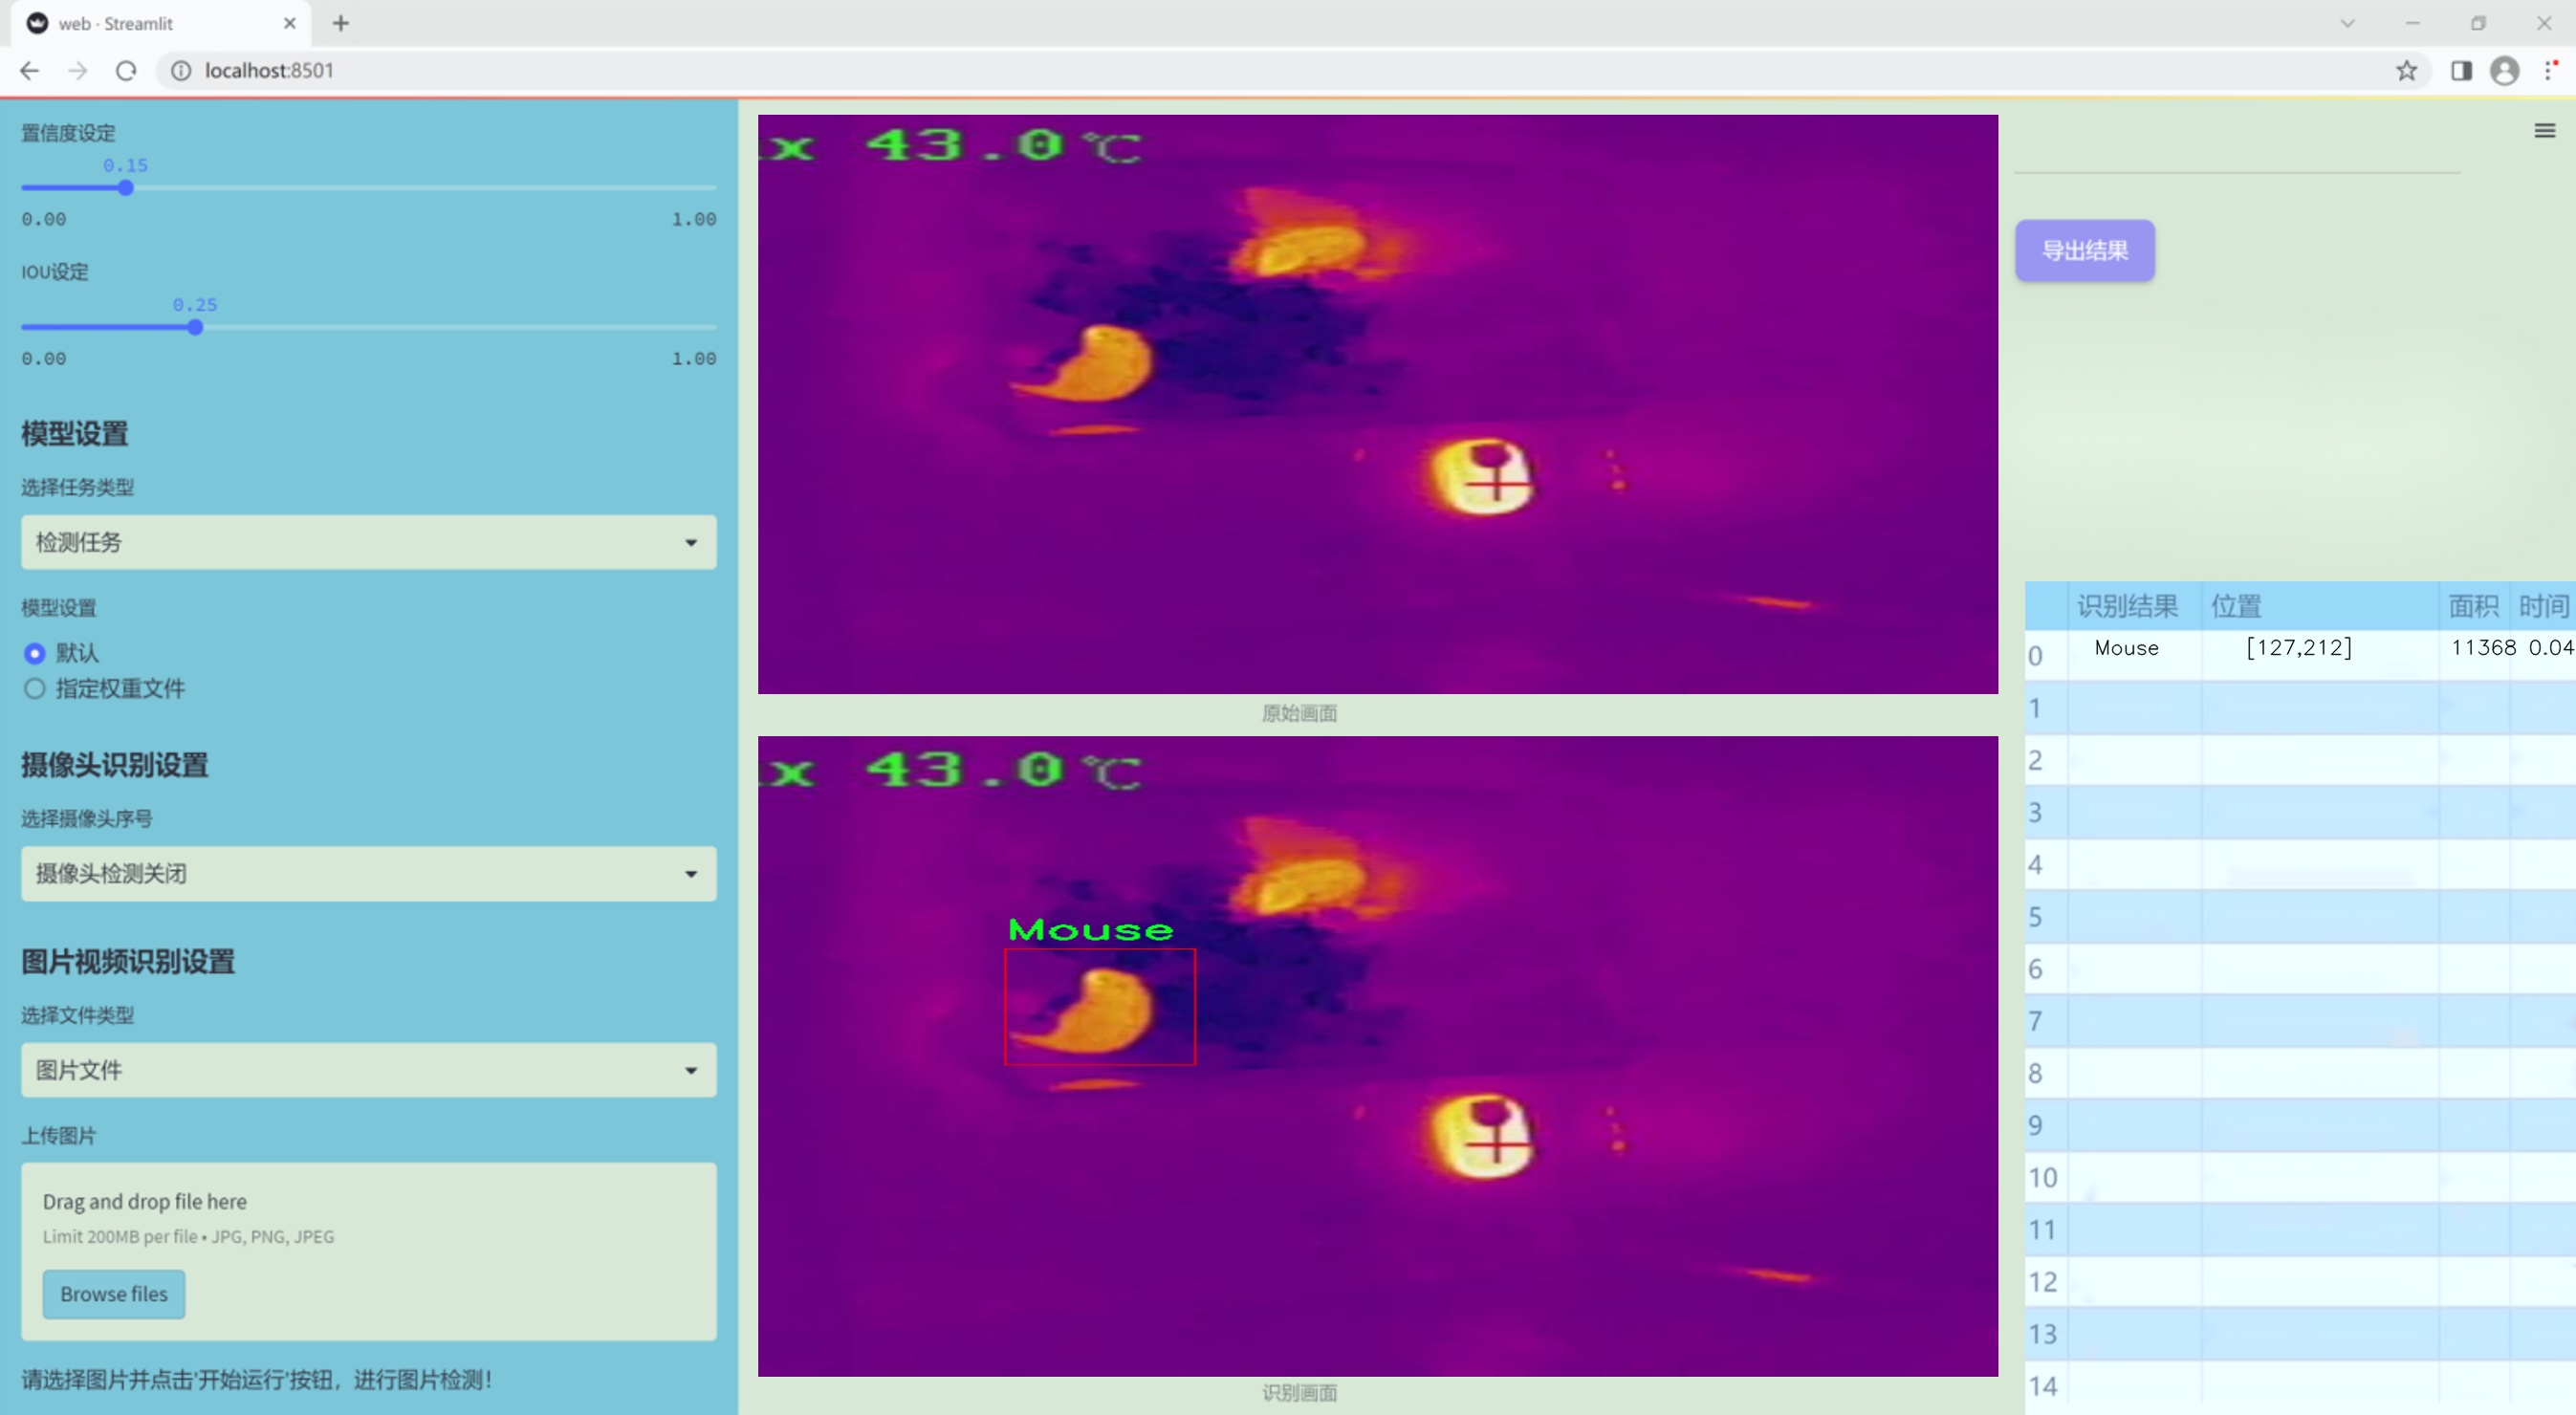 web · Streamlit
localhost:8501
置信度设定
0.15
0.00 1.00
IOU设定
0.25
0.00 1.00
模型设置
选择任务类型
检测任务
模型设置
默认
指定权重文件
摄像头识别设置
选择摄像头序号
摄像头检测关闭
图片视频识别设置
选择文件类型
图片文件
上传图片
Drag and drop file here
Limit 200MB per file • JPG, PNG, JPEG
Browse files
请选择图片并点击'开始运行'按钮，进行图片检测！
x 43.0℃
原始画面
x 43.0℃
Mouse
识别画面
导出结果
识别结果 位置 面积 时间
0 Mouse [127,212] 11368 0.04
1
2
3
4
5
6
7
8
9
10
11
12
13
14